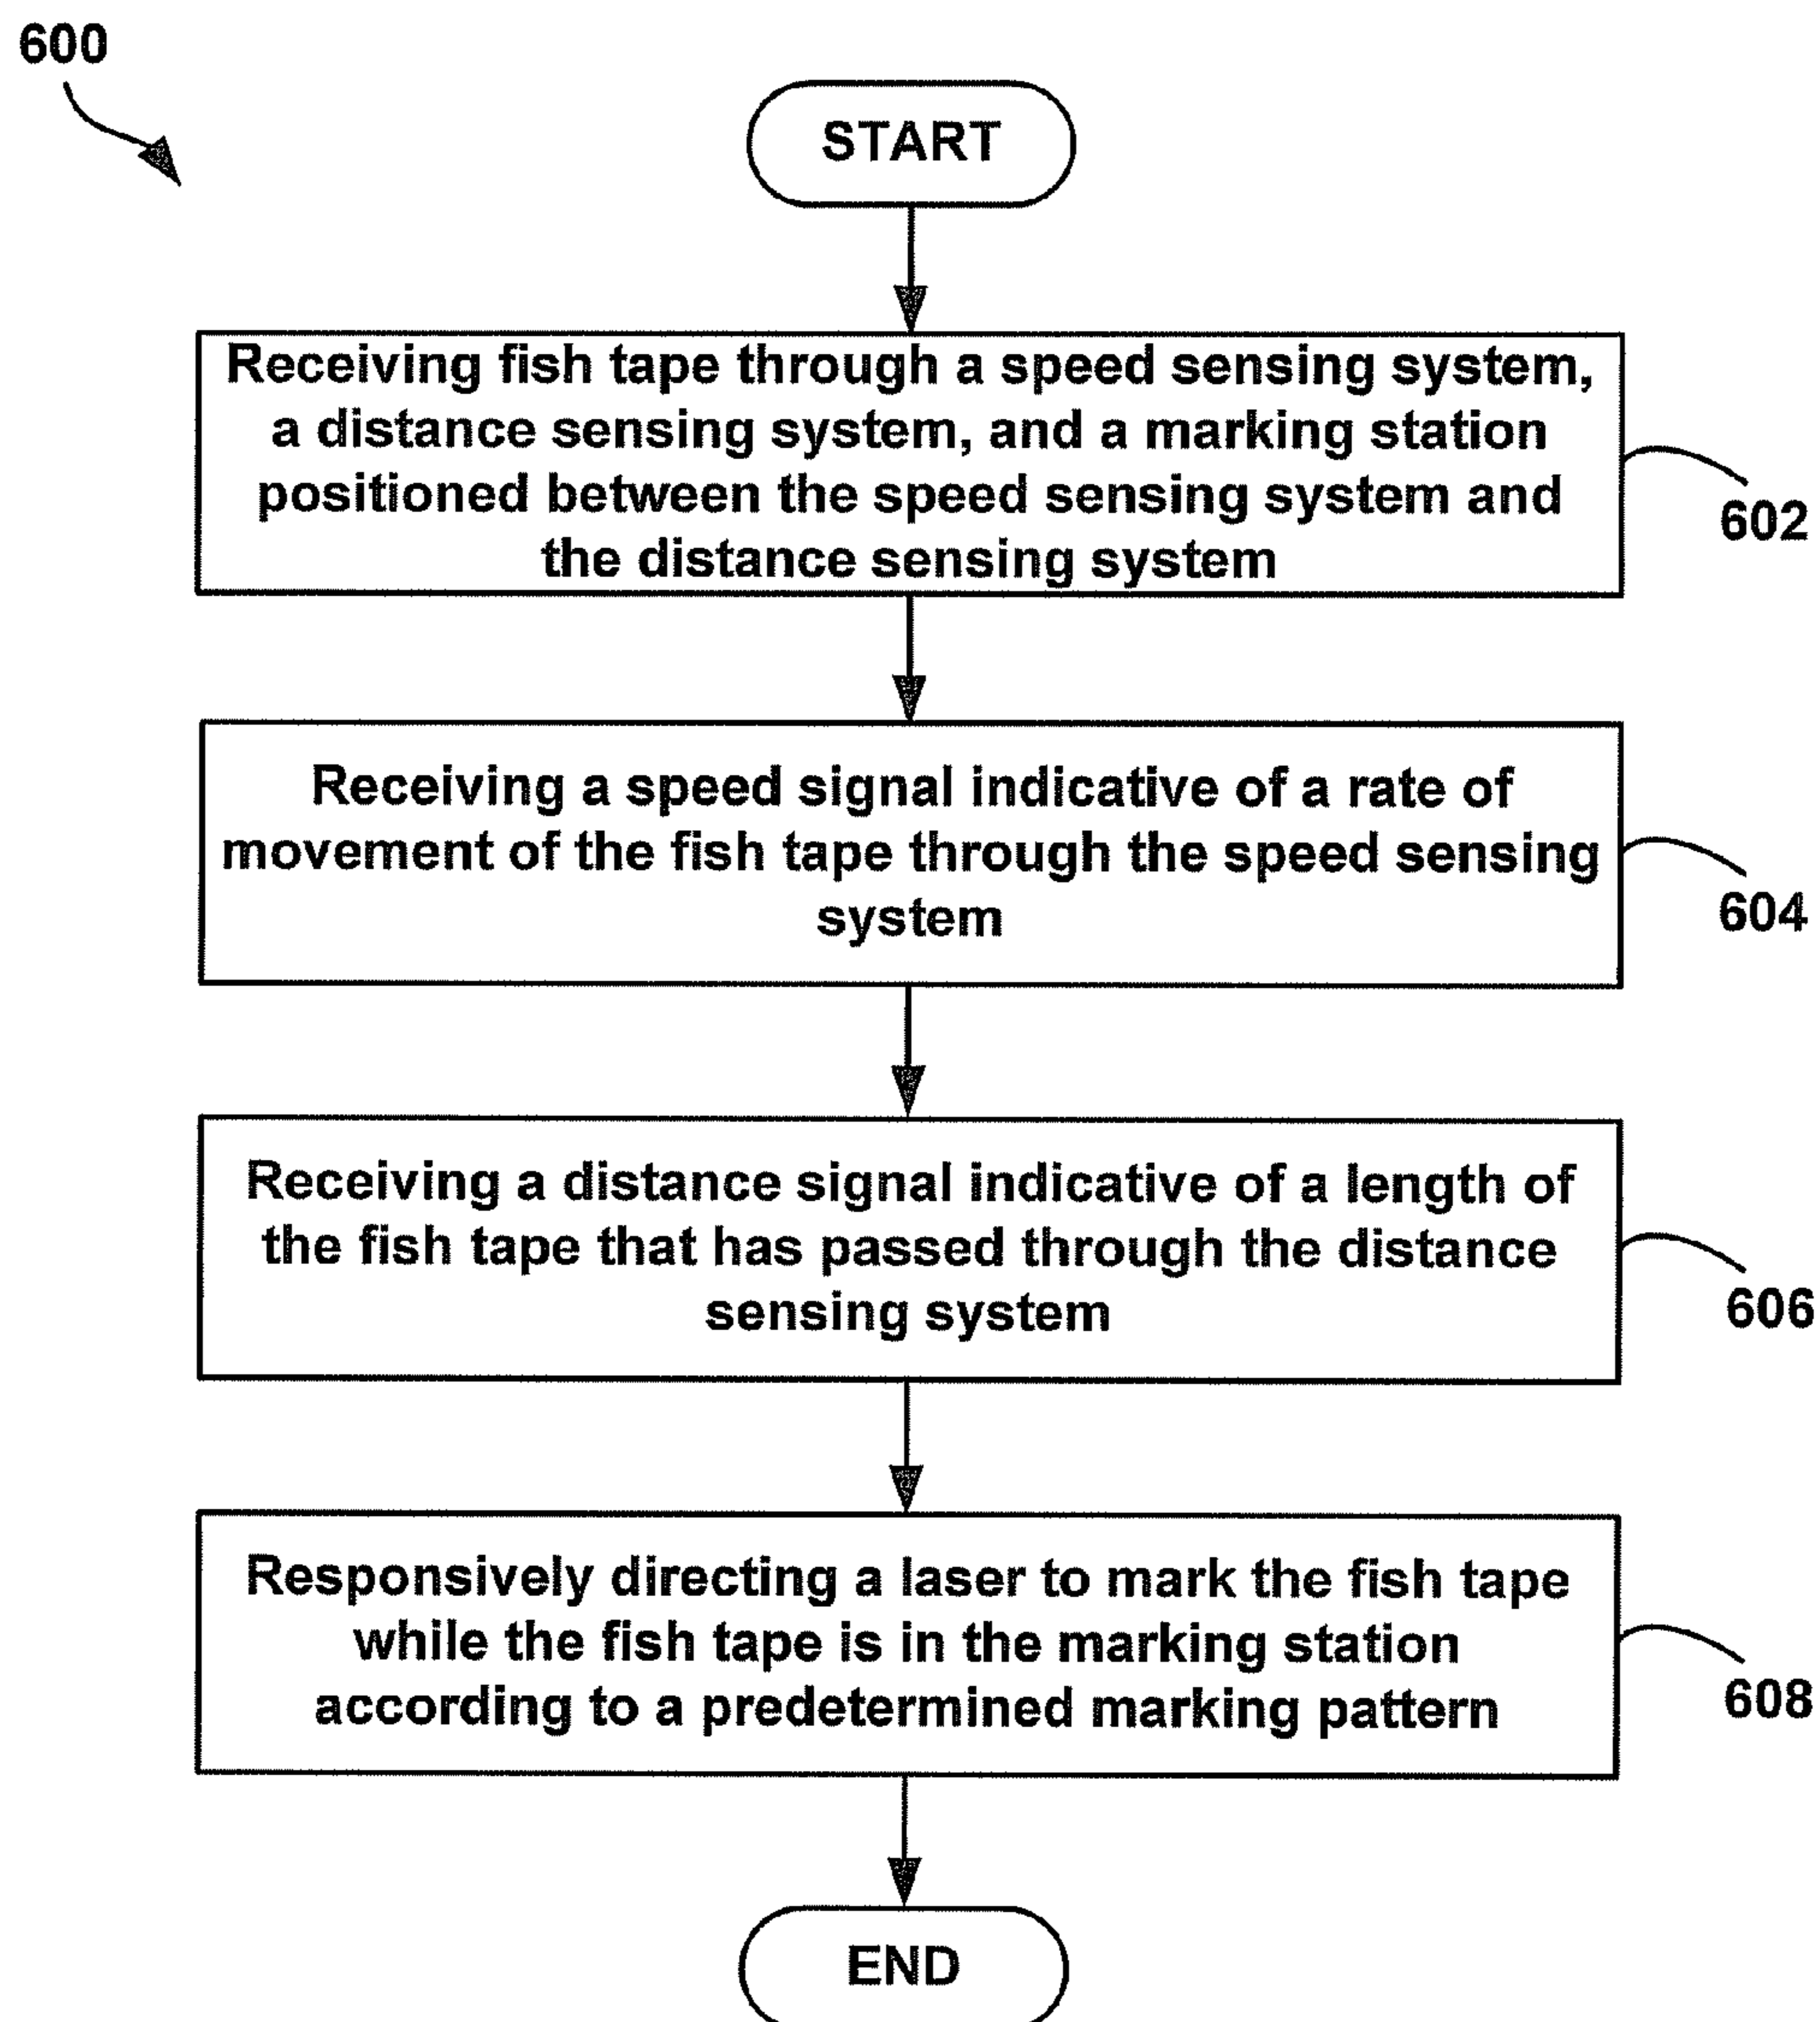 600
START
Receiving fish tape through a speed sensing system,
a distance sensing system, and a marking station
positioned between the speed sensing system and
the distance sensing system
602
Receiving a speed signal indicative of a rate of
movement of the fish tape through the speed sensing
system
604
Receiving a distance signal indicative of a length of
the fish tape that has passed through the distance
sensing system
606
Responsively directing a laser to mark the fish tape
while the fish tape is in the marking station
according to a predetermined marking pattern
608
END